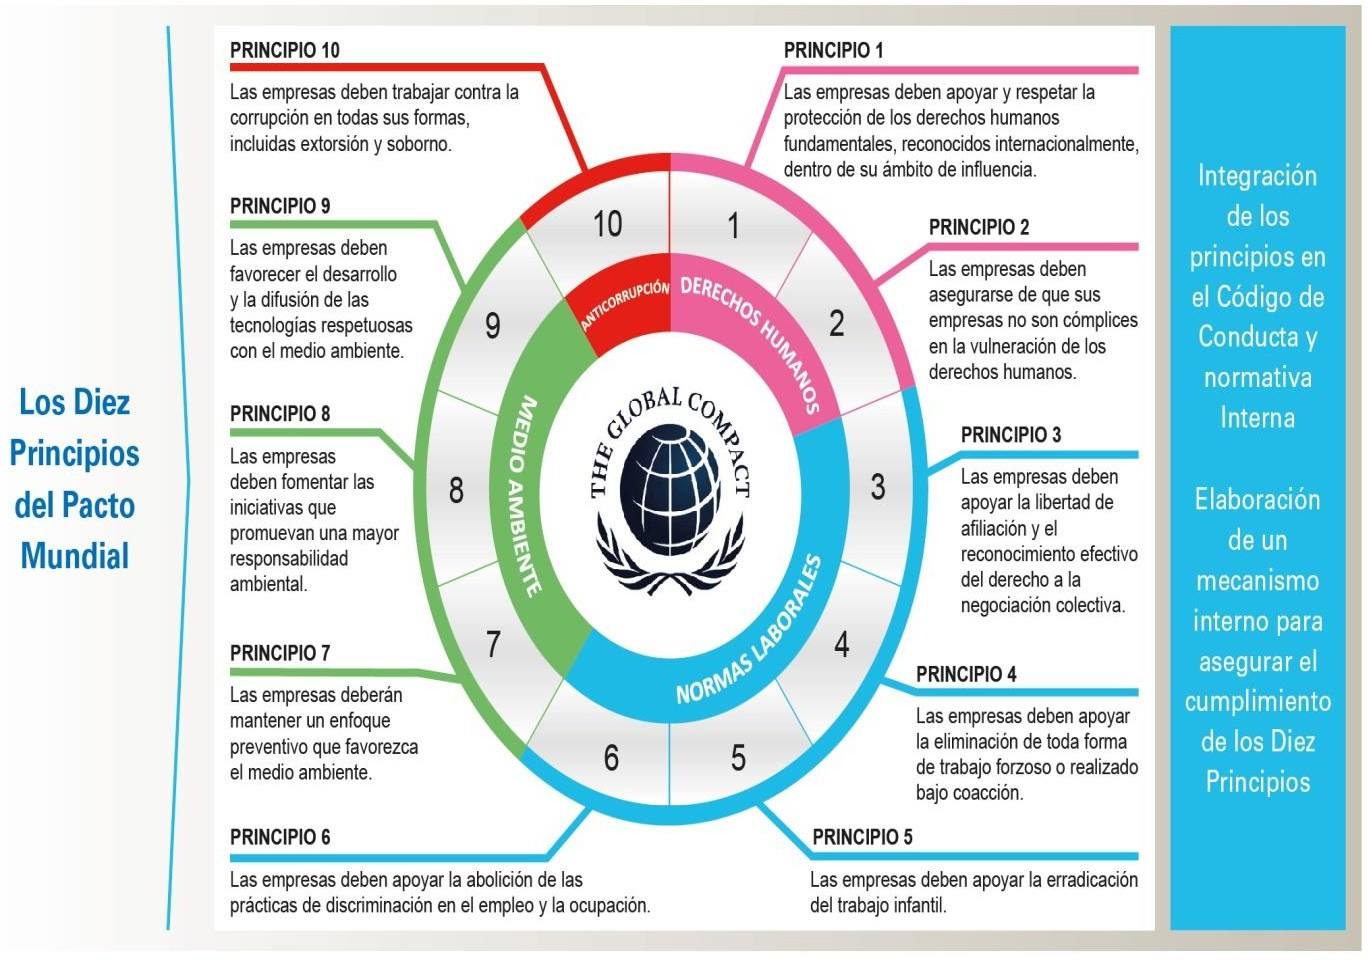 Los Diez
Principios
del Pacto
Mundial
PRINCIPIO 10
Las empresas deben trabajar contra la
corrupción en todas sus formas,
incluidas extorsión y soborno.
PRINCIPIO 9
Las empresas deben
favorecer el desarrollo
y la difusión de las
tecnologías respetuosas
con el medio ambiente.
PRINCIPIO 8
Las empresas
deben fomentar las
iniciativas que
promuevan una mayor
responsabilidad
ambiental.
PRINCIPIO 7
Las empresas deberán
mantener un enfoque
preventivo que favorezca
el medio ambiente.
PRINCIPIO 6
Las empresas deben apoyar la abolición de las
prácticas de discriminación en el empleo y la ocupación.
10
1
2
3
4
5
6
7
8
9
ANTICORRUPCIÓN
DERECHOS HUMANOS
NORMAS LABORALES
MEDIO AMBIENTE
THE GLOBAL COMPACT
PRINCIPIO 1
Las empresas deben apoyar y respetar la
protección de los derechos humanos
fundamentales, reconocidos internacionalmente,
dentro de su ámbito de influencia.
PRINCIPIO 2
Las empresas deben
asegurarse de que sus
empresas no son cómplices
en la vulneración de los
derechos humanos.
PRINCIPIO 3
Las empresas deben
apoyar la libertad de
afiliación y el
reconocimiento efectivo
del derecho a la
negociación colectiva.
PRINCIPIO 4
Las empresas deben apoyar
la eliminación de toda forma
de trabajo forzoso o realizado
bajo coacción.
PRINCIPIO 5
Las empresas deben apoyar la erradicación
del trabajo infantil.
Integración
de los
principios en
el Código de
Conducta y
normativa
Interna
Elaboración
de un
mecanismo
interno para
asegurar el
cumplimiento
de los Diez
Principios